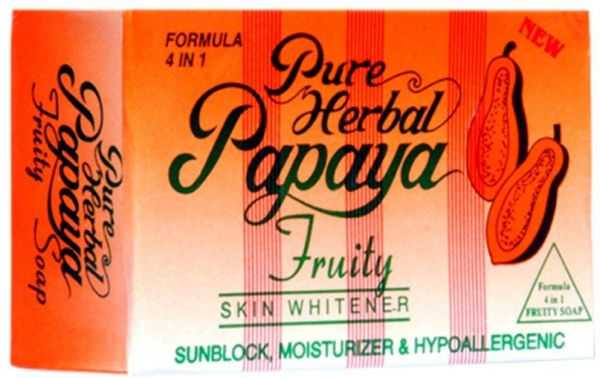 Pure Herbal
Papaya
Fruity Soap
FORMULA
4 IN 1
Pure
Herbal
Papaya
Fruity
SKIN WHITENER
SUNBLOCK, MOISTURIZER & HYPOALLERGENIC
NEW
Formula
4 in 1
FRUITY SOAP